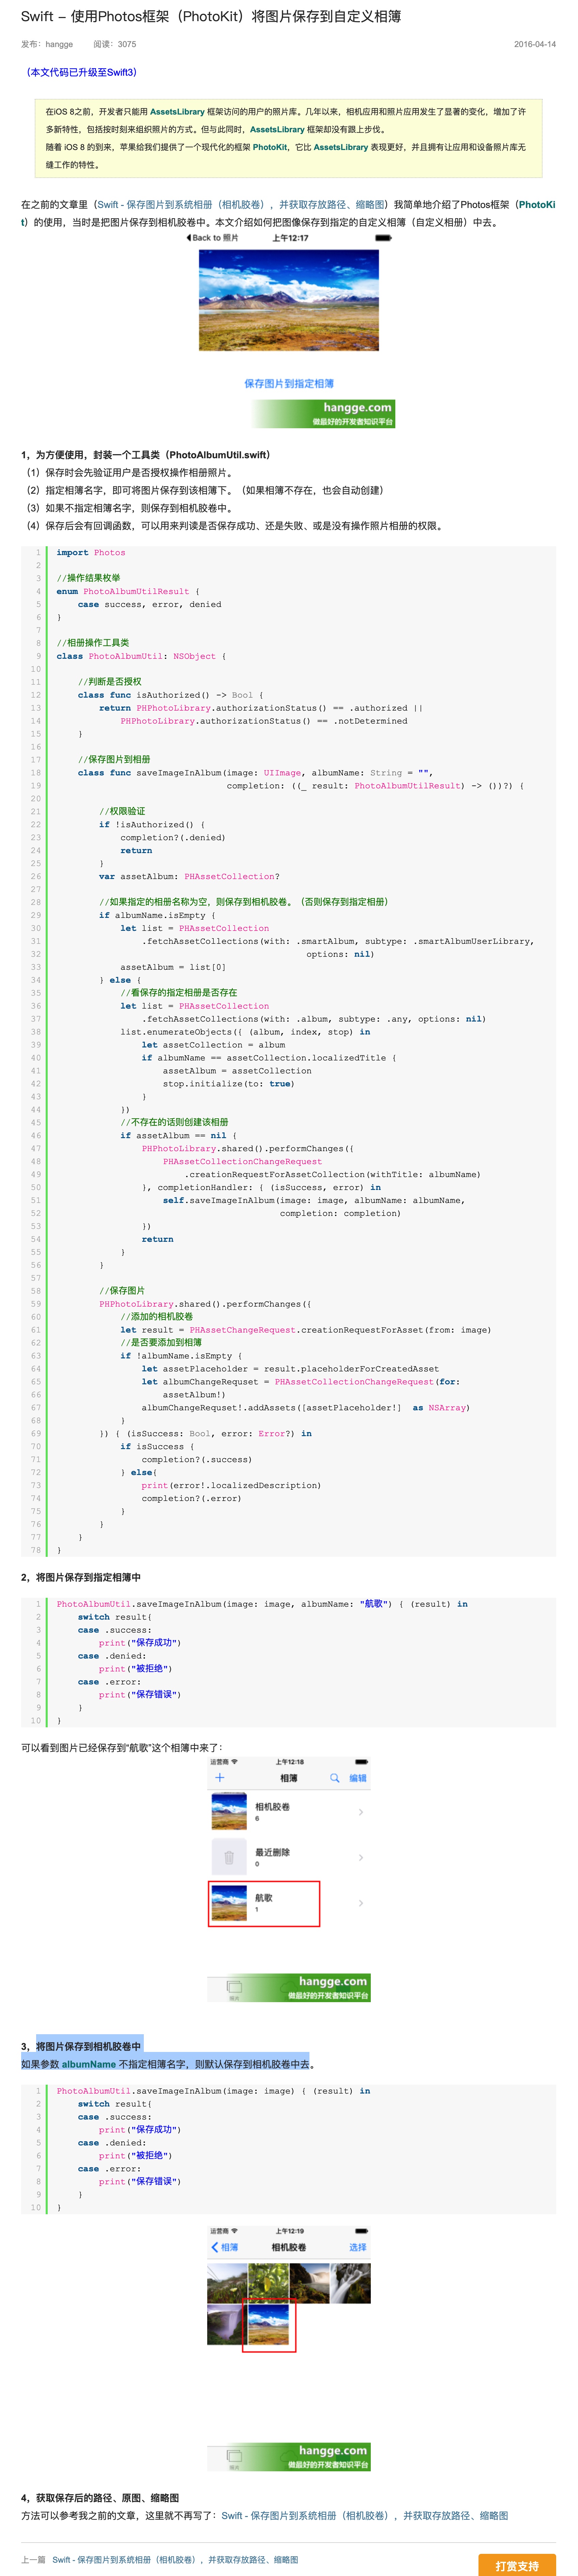 Swift - 使用Photos框架（PhotoKit）将图片保存到自定义相簿
发布：hangge 阅读：3075 2016-04-14
（本文代码已升级至Swift3）
在iOS 8之前，开发者只能用 AssetsLibrary 框架访问的用户的照片库。几年以来，相机应用和照片应用发生了显著的变化，增加了许
多新特性，包括按时刻来组织照片的方式。但与此同时，AssetsLibrary 框架却没有跟上步伐。
随着 iOS 8 的到来，苹果给我们提供了一个现代化的框架 PhotoKit，它比 AssetsLibrary 表现更好，并且拥有让应用和设备照片库无
缝工作的特性。
在之前的文章里（Swift - 保存图片到系统相册（相机胶卷），并获取存放路径、缩略图）我简单地介绍了Photos框架（PhotoKi
t）的使用，当时是把图片保存到相机胶卷中。本文介绍如何把图像保存到指定的自定义相簿（自定义相册）中去。
Back to 照片 上午12:17
保存图片到指定相簿
hangge.com
做最好的开发者知识平台
1，为方便使用，封装一个工具类（PhotoAlbumUtil.swift）
（1）保存时会先验证用户是否授权操作相册照片。
（2）指定相簿名字，即可将图片保存到该相簿下。（如果相簿不存在，也会自动创建）
（3）如果不指定相簿名字，则保存到相机胶卷中。
（4）保存后会有回调函数，可以用来判读是否保存成功、还是失败、或是没有操作照片相册的权限。
1 import Photos
2
3 //操作结果枚举
4 enum PhotoAlbumUtilResult {
5     case success, error, denied
6 }
7
8 //相册操作工具类
9 class PhotoAlbumUtil: NSObject {
10
11     //判断是否授权
12     class func isAuthorized() -> Bool {
13         return PHPhotoLibrary.authorizationStatus() == .authorized ||
14             PHPhotoLibrary.authorizationStatus() == .notDetermined
15     }
16
17     //保存图片到相册
18     class func saveImageInAlbum(image: UIImage, albumName: String = "",
19                                 completion: ((_ result: PhotoAlbumUtilResult) -> ())?) {
20
21         //权限验证
22         if !isAuthorized() {
23             completion?(.denied)
24             return
25         }
26         var assetAlbum: PHAssetCollection?
27
28         //如果指定的相册名称为空，则保存到相机胶卷。（否则保存到指定相册）
29         if albumName.isEmpty {
30             let list = PHAssetCollection
31                 .fetchAssetCollections(with: .smartAlbum, subtype: .smartAlbumUserLibrary,
32                                                options: nil)
33             assetAlbum = list[0]
34         } else {
35             //看保存的指定相册是否存在
36             let list = PHAssetCollection
37                 .fetchAssetCollections(with: .album, subtype: .any, options: nil)
38             list.enumerateObjects({ (album, index, stop) in
39                 let assetCollection = album
40                 if albumName == assetCollection.localizedTitle {
41                     assetAlbum = assetCollection
42                     stop.initialize(to: true)
43                 }
44             })
45             //不存在的话则创建该相册
46             if assetAlbum == nil {
47                 PHPhotoLibrary.shared().performChanges({
48                     PHAssetCollectionChangeRequest
49                         .creationRequestForAssetCollection(withTitle: albumName)
50                 }, completionHandler: { (isSuccess, error) in
51                     self.saveImageInAlbum(image: image, albumName: albumName,
52                                           completion: completion)
53                 })
54                 return
55             }
56         }
57
58         //保存图片
59         PHPhotoLibrary.shared().performChanges({
60             //添加的相机胶卷
61             let result = PHAssetChangeRequest.creationRequestForAsset(from: image)
62             //是否要添加到相簿
63             if !albumName.isEmpty {
64                 let assetPlaceholder = result.placeholderForCreatedAsset
65                 let albumChangeRequset = PHAssetCollectionChangeRequest(for:
66                     assetAlbum!)
67                 albumChangeRequset!.addAssets([assetPlaceholder!]  as NSArray)
68             }
69         }) { (isSuccess: Bool, error: Error?) in
70             if isSuccess {
71                 completion?(.success)
72             } else{
73                 print(error!.localizedDescription)
74                 completion?(.error)
75             }
76         }
77     }
78 }
2，将图片保存到指定相簿中
1 PhotoAlbumUtil.saveImageInAlbum(image: image, albumName: "航歌") { (result) in
2     switch result{
3     case .success:
4         print("保存成功")
5     case .denied:
6         print("被拒绝")
7     case .error:
8         print("保存错误")
9     }
10 }
可以看到图片已经保存到“航歌”这个相簿中来了：
运营商 上午12:18
相簿 编辑
相机胶卷
6
最近删除
0
航歌
1
hangge.com
做最好的开发者知识平台
3，将图片保存到相机胶卷中
如果参数 albumName 不指定相簿名字，则默认保存到相机胶卷中去。
1 PhotoAlbumUtil.saveImageInAlbum(image: image) { (result) in
2     switch result{
3     case .success:
4         print("保存成功")
5     case .denied:
6         print("被拒绝")
7     case .error:
8         print("保存错误")
9     }
10 }
运营商 上午12:19
相簿 相机胶卷 选择
hangge.com
做最好的开发者知识平台
4，获取保存后的路径、原图、缩略图
方法可以参考我之前的文章，这里就不再写了：Swift - 保存图片到系统相册（相机胶卷），并获取存放路径、缩略图
上一篇 Swift - 保存图片到系统相册（相机胶卷），并获取存放路径、缩略图
打赏支持